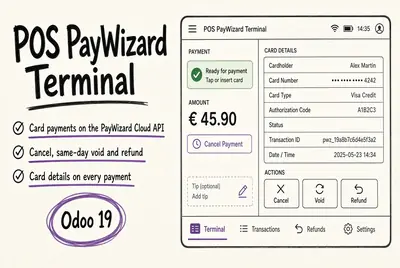 POS PayWizard
Terminal
Card payments on the PayWizard Cloud API
Cancel, same-day void and refund
Card details on every payment
Odoo 19
POS PayWizard Terminal
14:35
PAYMENT
Ready for payment
Tap or insert card
AMOUNT
€ 45.90
Cancel Payment
Tip (optional)
Add tip
CARD DETAILS
Cardholder Alex Martin
Card Number •••• •••• •••• 4242
Card Type Visa Credit
Authorization Code A1B2C3
Status
Transaction ID pwz_19a8b7c6d4e5f3a2
Date / Time 2025-05-23 14:34
ACTIONS
Cancel
Void
Refund
Terminal
Transactions
Refunds
Settings